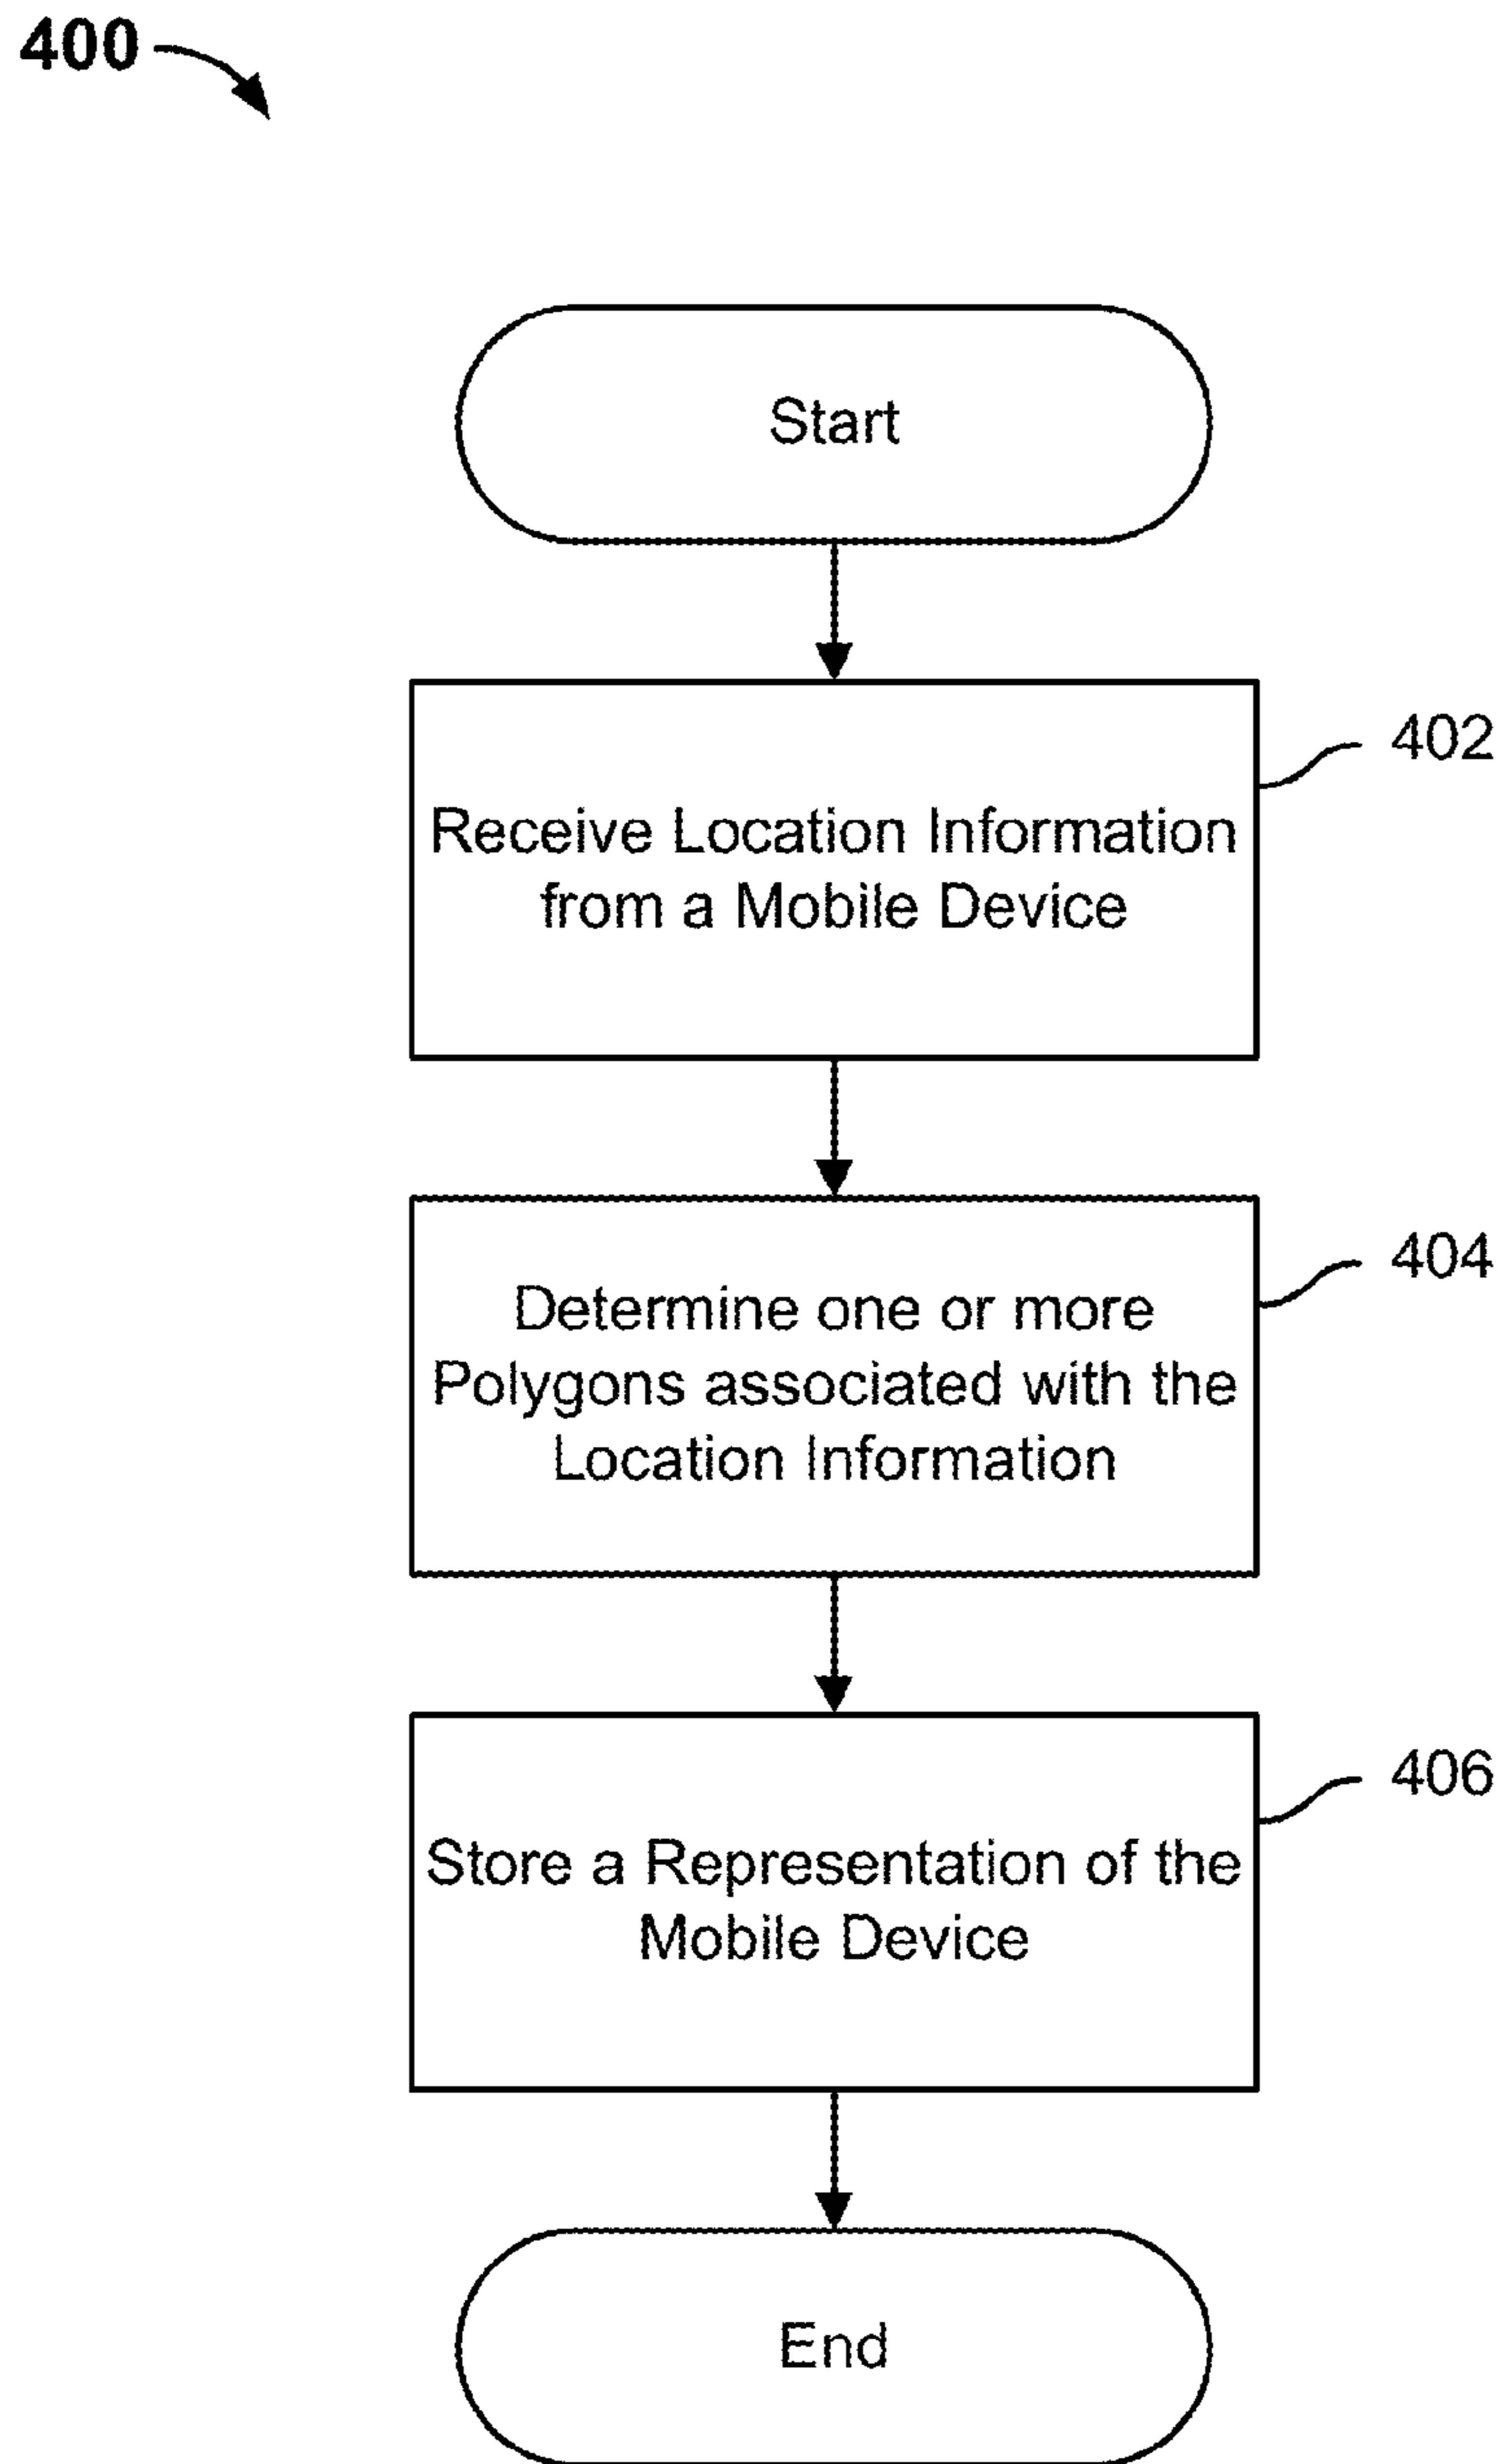 400
Start
402
Receive Location Information
from a Mobile Device
404
Determine one or more
Polygons associated with the
Location Information
406
Store a Representation of the
Mobile Device
End